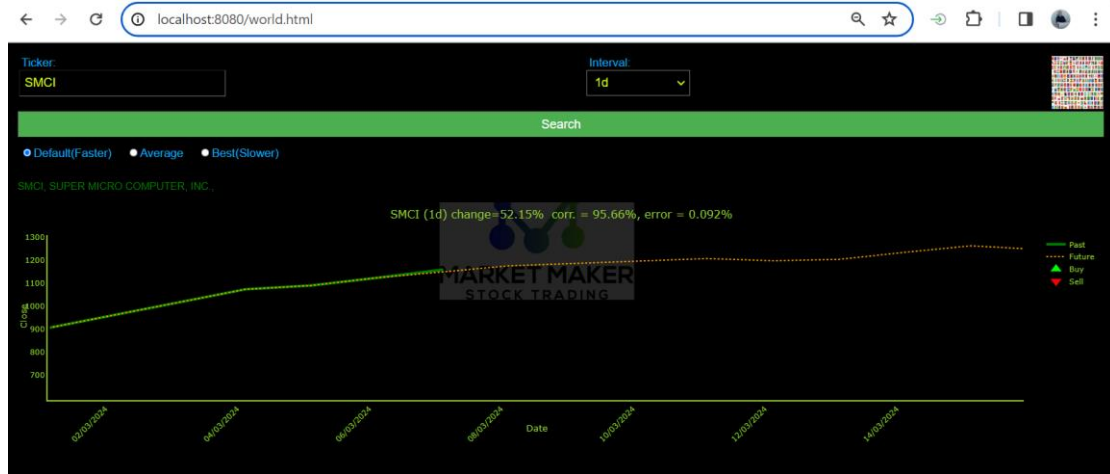 localhost:8080/world.html
Ticker:
Interval:
SMCI
1d
Search
Default(Faster) Average Best(Slower)
SMCI, SUPER MICRO COMPUTER, INC.,
SMCI (1d) change=52.15% corr. = 95.66%, error = 0.092%
MARKET MAKER
STOCK TRADING
1300
1200
1100
1000
900
800
700
Close
02/03/2024
04/03/2024
06/03/2024
08/03/2024
10/03/2024
12/03/2024
14/03/2024
Date
Past
Future
Buy
Sell